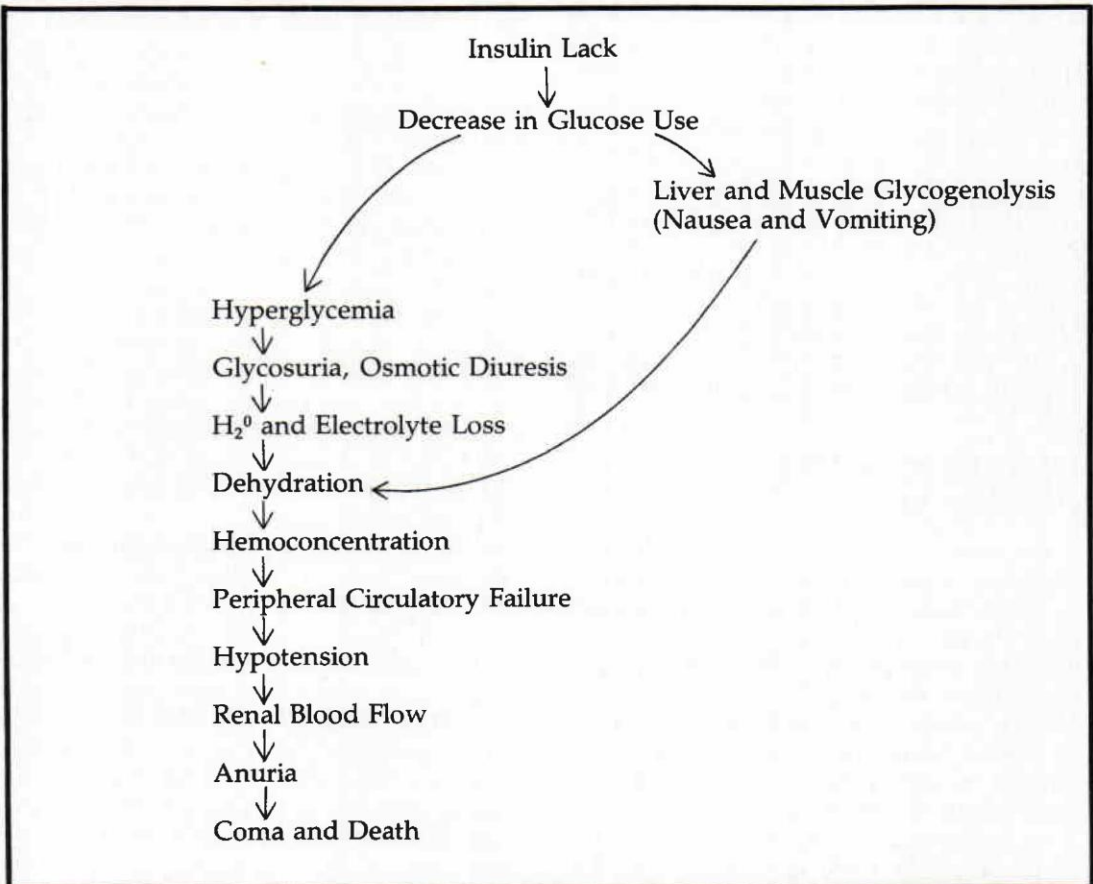 Insulin Lack
Decrease in Glucose Use
Liver and Muscle Glycogenolysis
(Nausea and Vomiting)
Hyperglycemia
Glycosuria, Osmotic Diuresis
H₂⁰ and Electrolyte Loss
Dehydration
Hemoconcentration
Peripheral Circulatory Failure
Hypotension
Renal Blood Flow
Anuria
Coma and Death